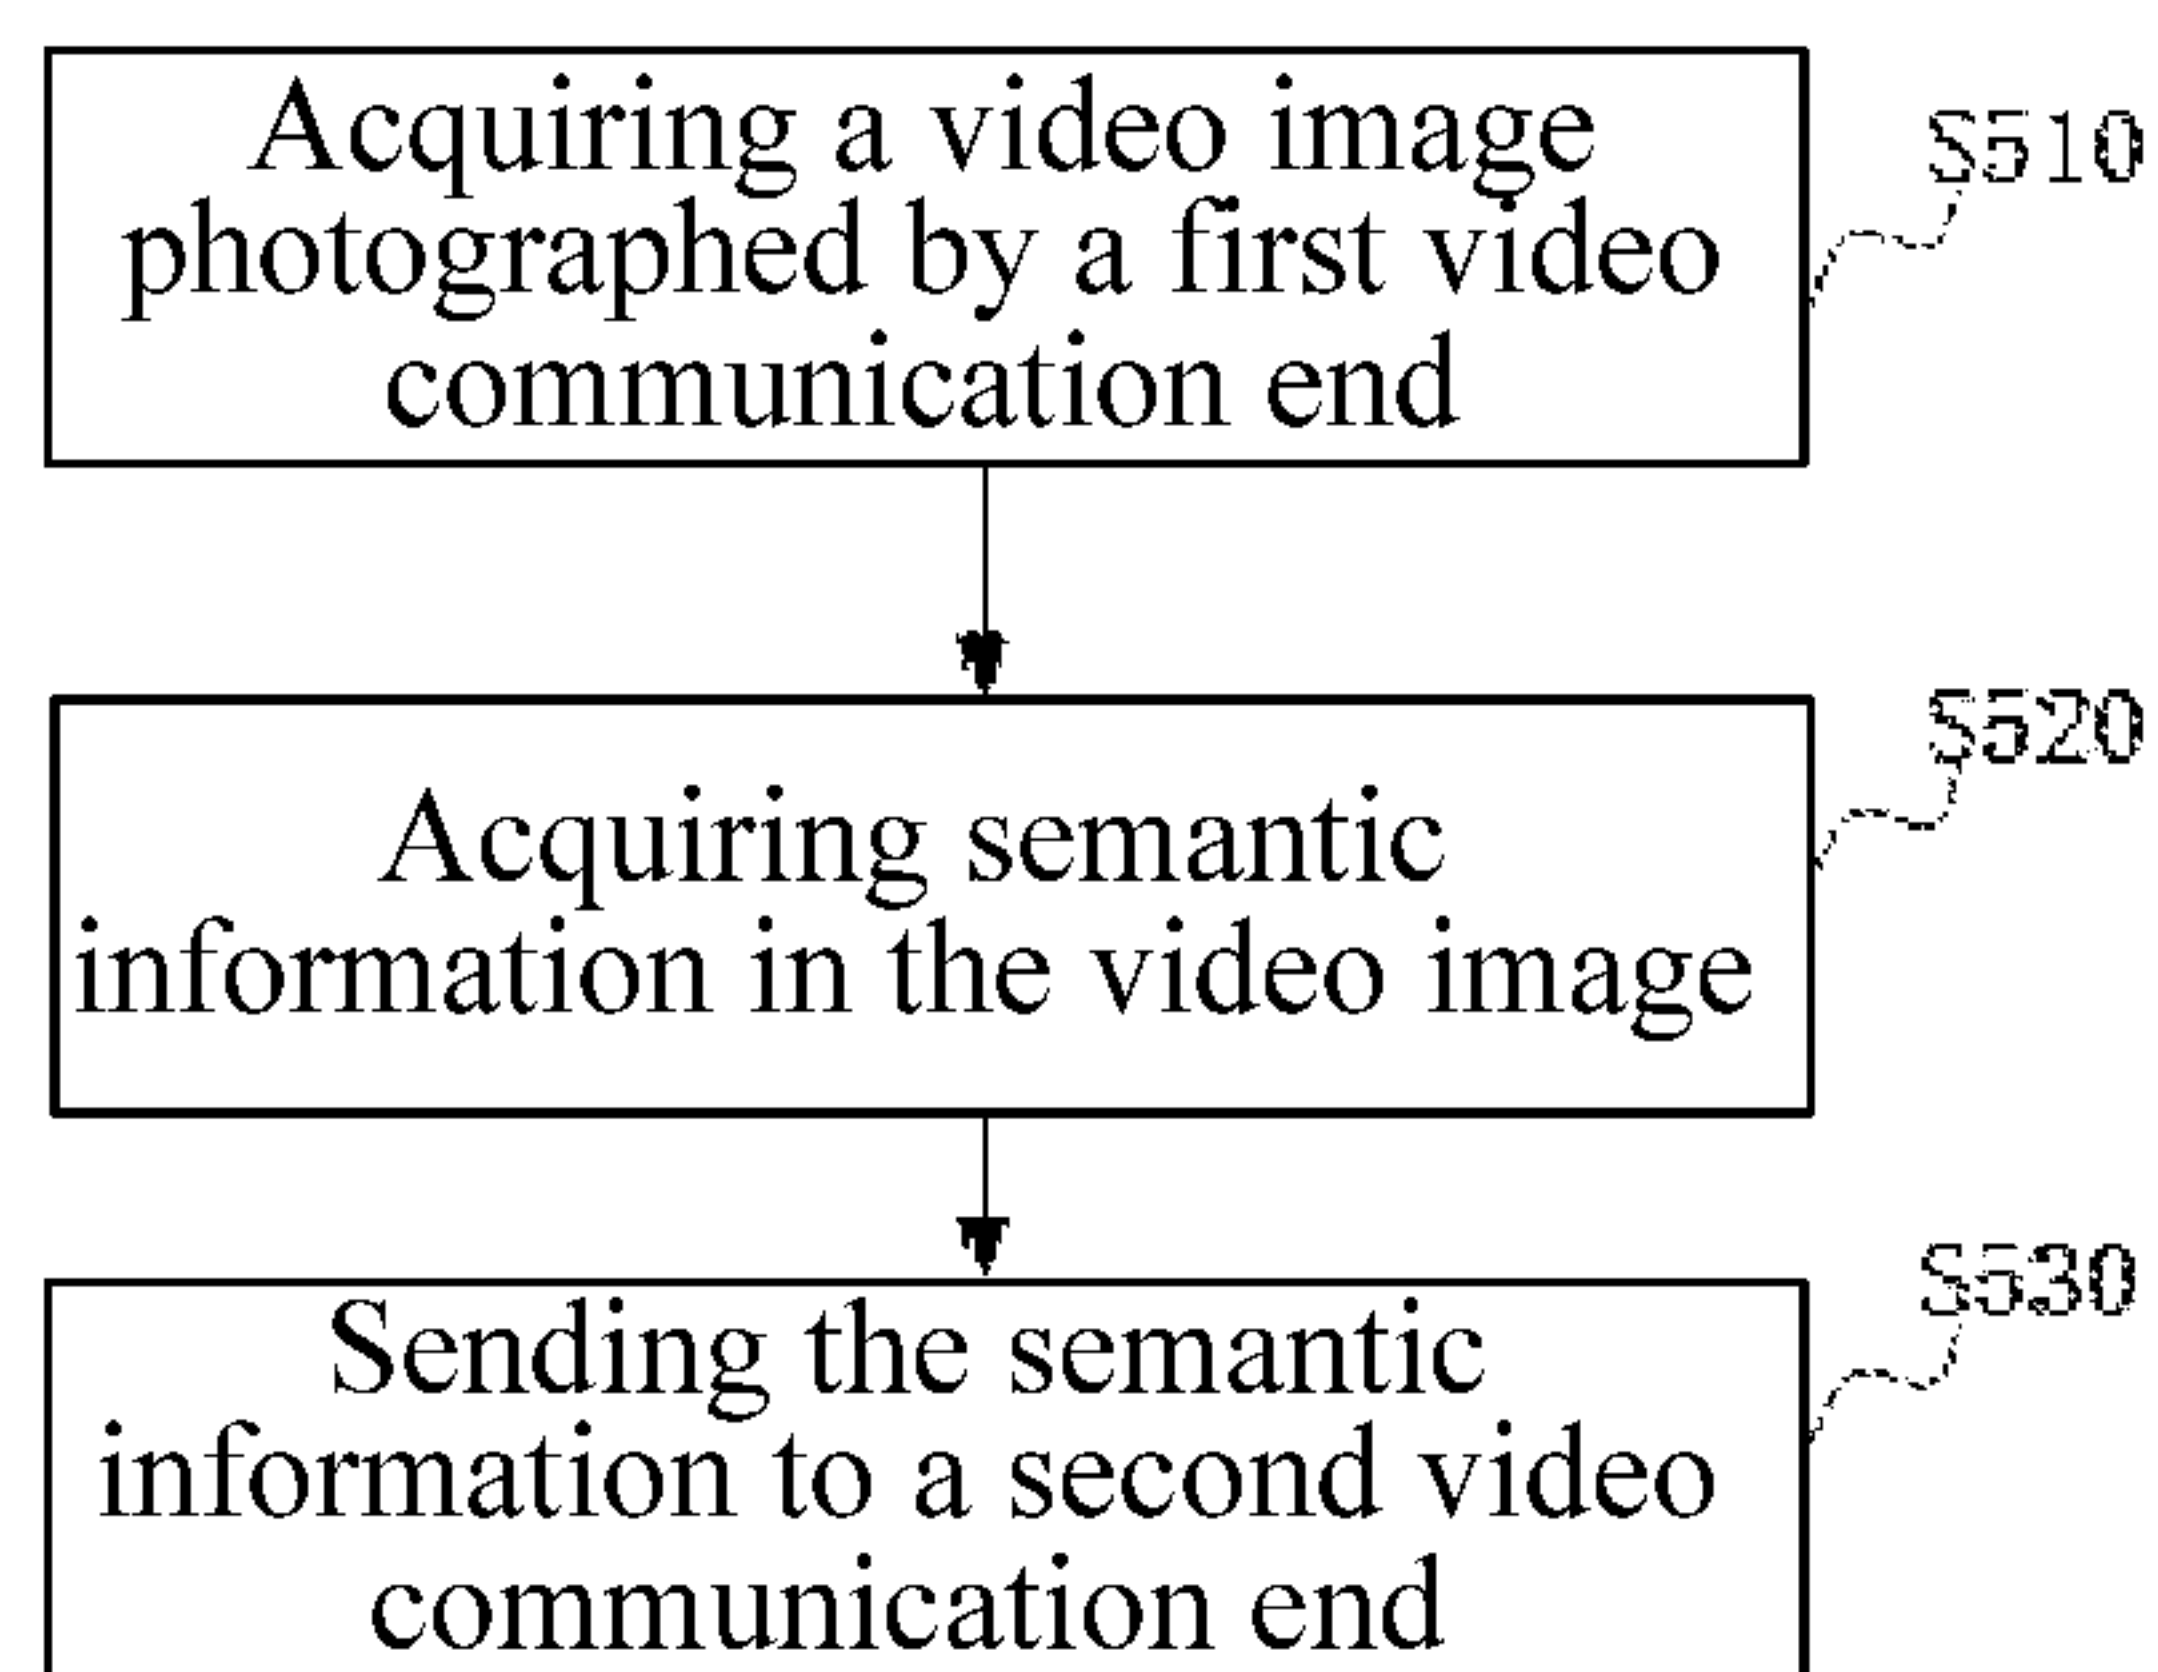 Acquiring a video image
photographed by a first video
communication end
S510
Acquiring semantic
information in the video image
S520
Sending the semantic
information to a second video
communication end
S530